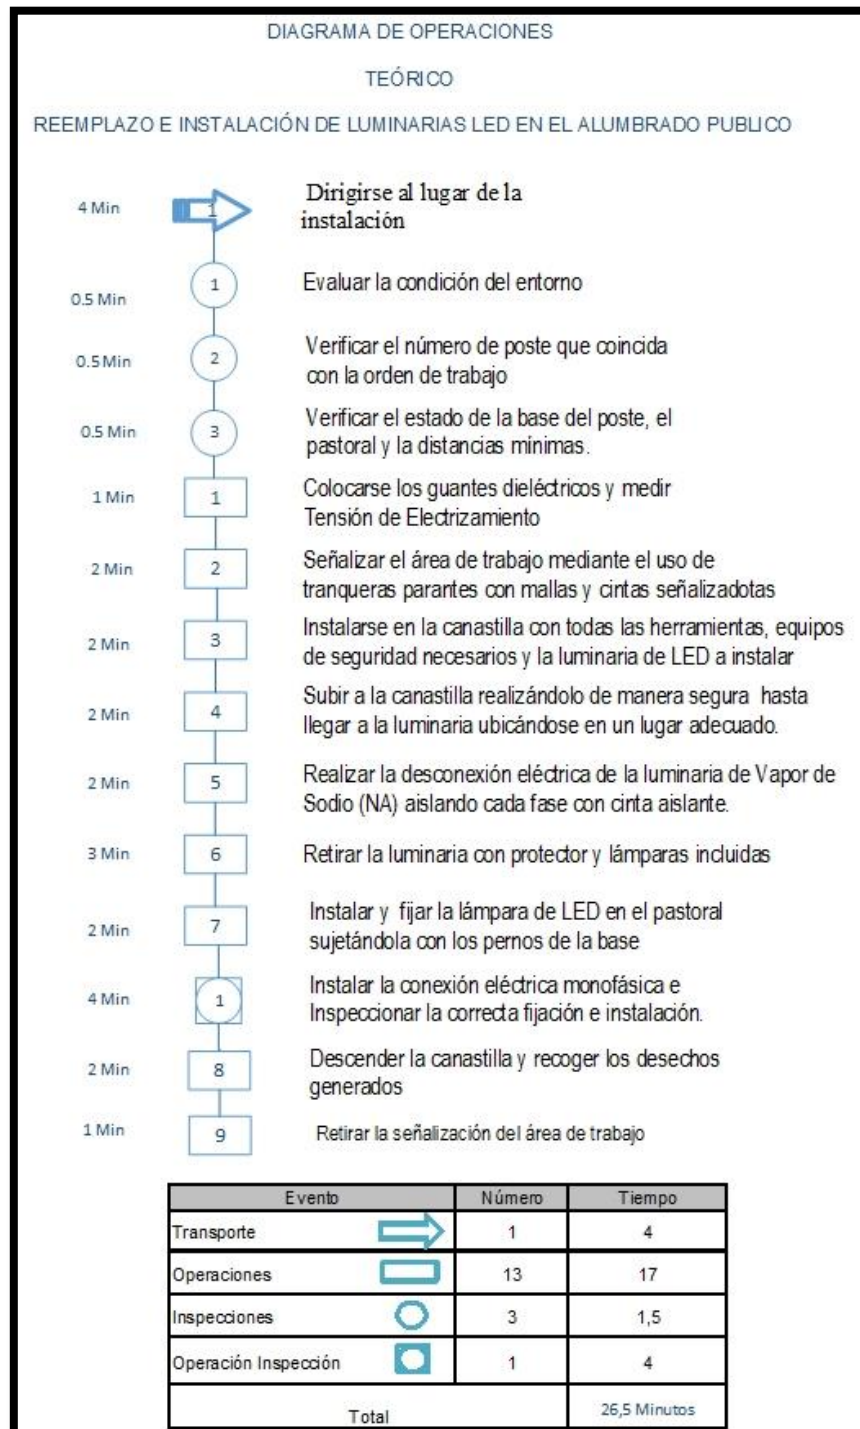 DIAGRAMA DE OPERACIONES
TEÓRICO
REEMPLAZO E INSTALACIÓN DE LUMINARIAS LED EN EL ALUMBRADO PUBLICO
4 Min 1 Dirigirse al lugar de la
instalación
0.5 Min 1 Evaluar la condición del entorno
0.5Min 2 Verificar el número de poste que coincida
con la orden de trabajo
0.5 Min 3 Verificar el estado de la base del poste, el
pastoral y la distancias mínimas.
1 Min 1 Colocarse los guantes dieléctricos y medir
Tensión de Electrizamiento
2 Min 2 Señalizar el área de trabajo mediante el uso de
tranqueras parantes con mallas y cintas señalizadotas
2 Min 3 Instalarse en la canastilla con todas las herramientas, equipos
de seguridad necesarios y la luminaria de LED a instalar
2 Min 4 Subir a la canastilla realizándolo de manera segura hasta
llegar a la luminaria ubicándose en un lugar adecuado.
2 Min 5 Realizar la desconexión eléctrica de la luminaria de Vapor de
Sodio (NA) aislando cada fase con cinta aislante.
3 Min 6 Retirar la luminaria con protector y lámparas incluidas
2 Min 7 Instalar y fijar la lámpara de LED en el pastoral
sujetándola con los pernos de la base
4 Min 1 Instalar la conexión eléctrica monofásica e
Inspeccionar la correcta fijación e instalación.
2 Min 8 Descender la canastilla y recoger los desechos
generados
1 Min 9 Retirar la señalización del área de trabajo
Evento Número Tiempo
Transporte 1 4
Operaciones 13 17
Inspecciones 3 1,5
Operación Inspección 1 4
Total 26,5 Minutos